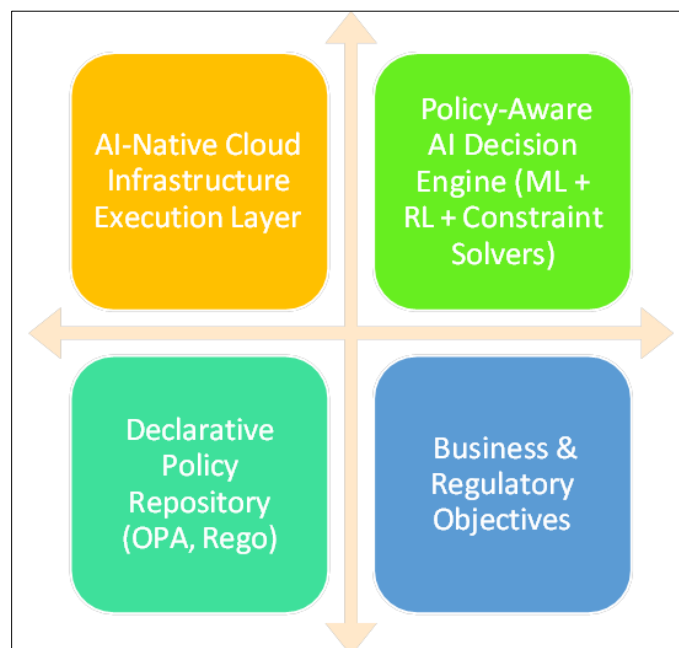 AI-Native Cloud
Infrastructure
Execution Layer
Policy-Aware
AI Decision
Engine (ML +
RL + Constraint
Solvers)
Declarative
Policy
Repository
(OPA, Rego)
Business &
Regulatory
Objectives